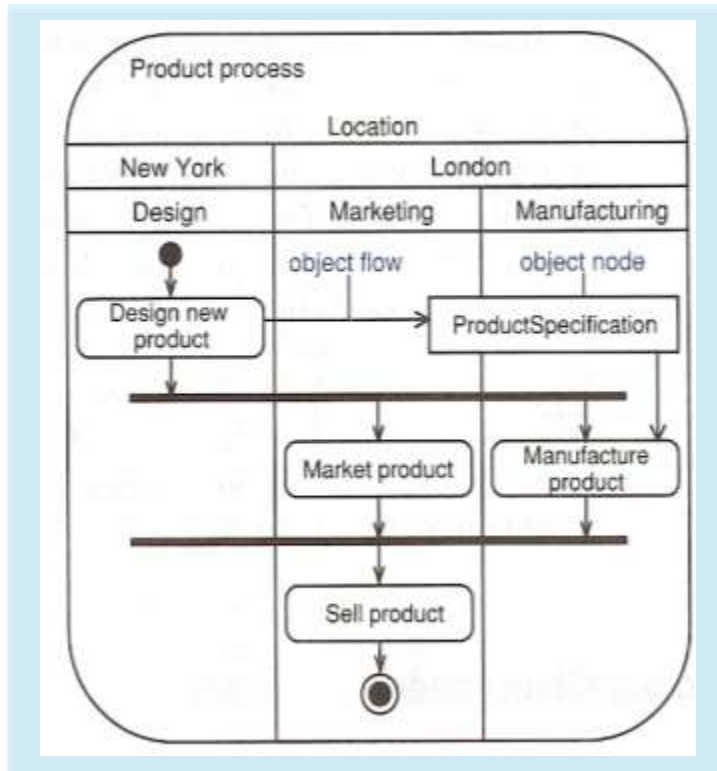 Product process
Location
New York
London
Design
Marketing
Manufacturing
object flow
object node
Design new
product
ProductSpecification
Market product
Manufacture
product
Sell product